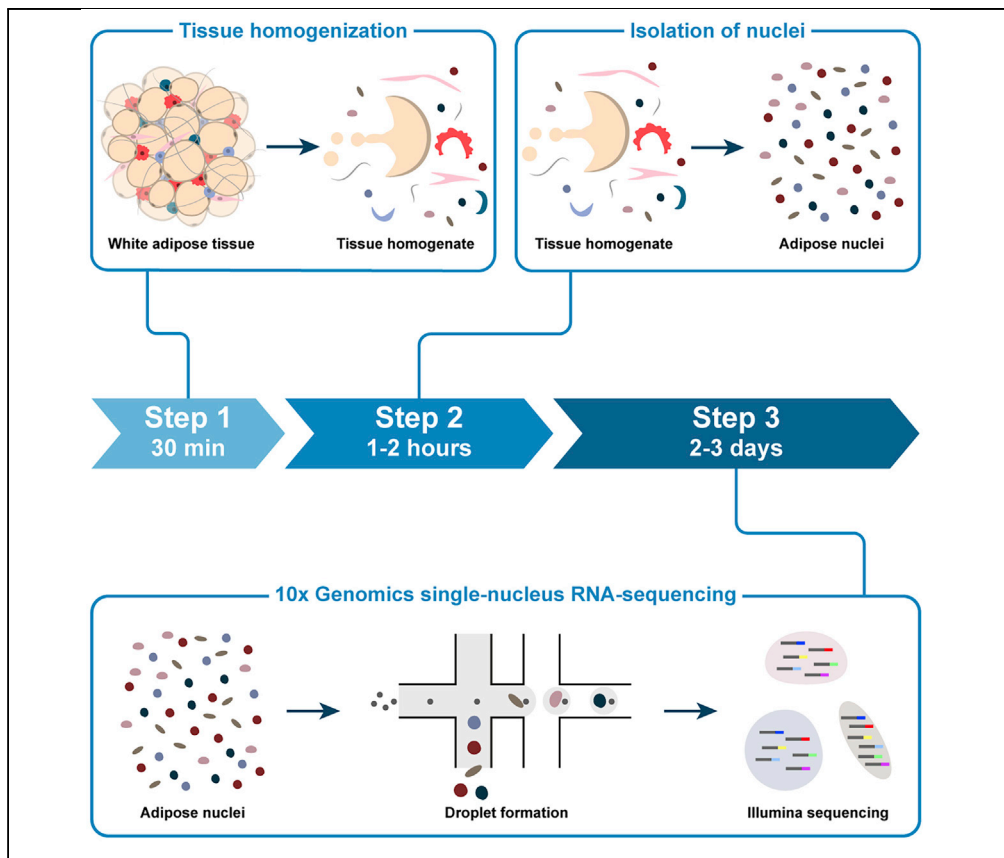 Tissue homogenization
White adipose tissue
Tissue homogenate
Isolation of nuclei
Tissue homogenate
Adipose nuclei
Step 1
30 min
Step 2
1-2 hours
Step 3
2-3 days
10x Genomics single-nucleus RNA-sequencing
Adipose nuclei
Droplet formation
Illumina sequencing